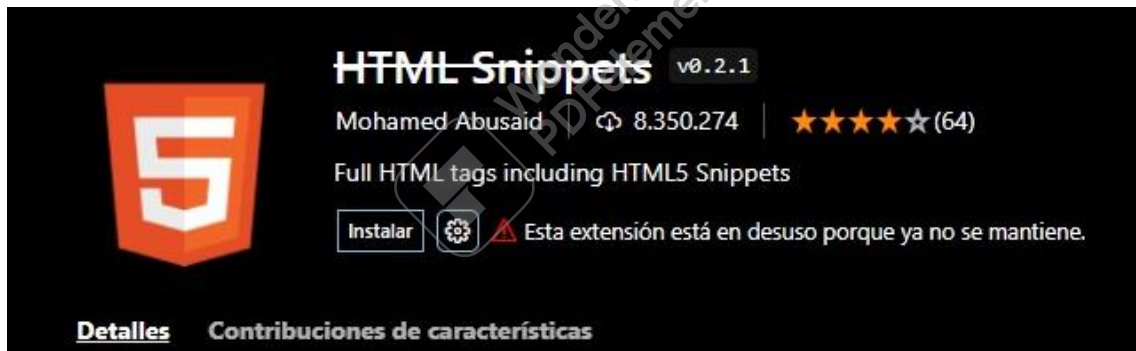 HTML Snippets v0.2.1
Mohamed Abusaid 8.350.274 (64)
Full HTML tags including HTML5 Snippets
Instalar Esta extensión está en desuso porque ya no se mantiene.
Detalles Contribuciones de características